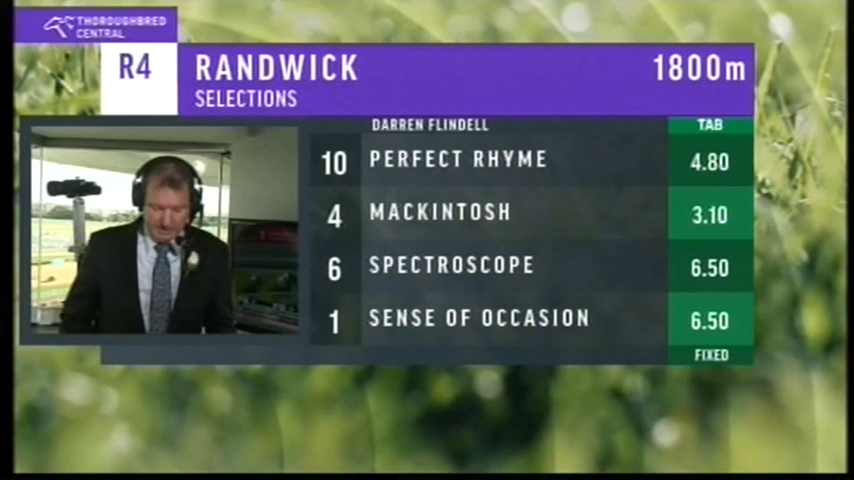 THOROUGHBRED
CENTRAL
R4
RANDWICK
1800m
SELECTIONS
DARREN FLINDELL
TAB
10 PERFECT RHYME 4.80
4 MACKINTOSH 3.10
6 SPECTROSCOPE 6.50
1 SENSE OF OCCASION 6.50
FIXED